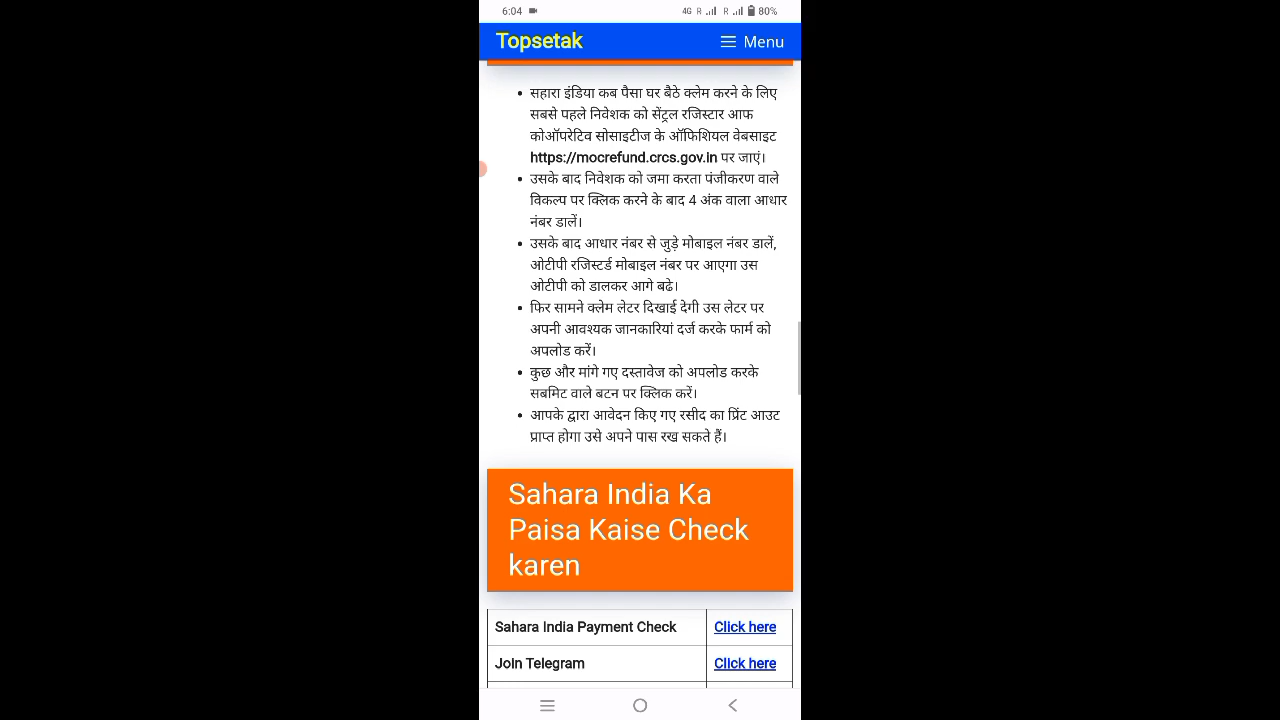 6:04 4G R R 80%
Topsetak Menu
सहारा इंडिया कब पैसा घर बैठे क्लेम करने के लिए
सबसे पहले निवेशक को सेंट्रल रजिस्टार आफ
कोऑपरेटिव सोसाइटीज के ऑफिशियल वेबसाइट
https://mocrefund.crcs.gov.in पर जाएं।
उसके बाद निवेशक को जमा करता पंजीकरण वाले
विकल्प पर क्लिक करने के बाद 4 अंक वाला आधार
नंबर डालें।
उसके बाद आधार नंबर से जुड़े मोबाइल नंबर डालें,
ओटीपी रजिस्टर्ड मोबाइल नंबर पर आएगा उस
ओटीपी को डालकर आगे बढे।
फिर सामने क्लेम लेटर दिखाई देगी उस लेटर पर
अपनी आवश्यक जानकारियां दर्ज करके फार्म को
अपलोड करें।
कुछ और मांगे गए दस्तावेज को अपलोड करके
सबमिट वाले बटन पर क्लिक करें।
आपके द्वारा आवेदन किए गए रसीद का प्रिंट आउट
प्राप्त होगा उसे अपने पास रख सकते हैं।
Sahara India Ka
Paisa Kaise Check
karen
Sahara India Payment Check Click here
Join Telegram Click here